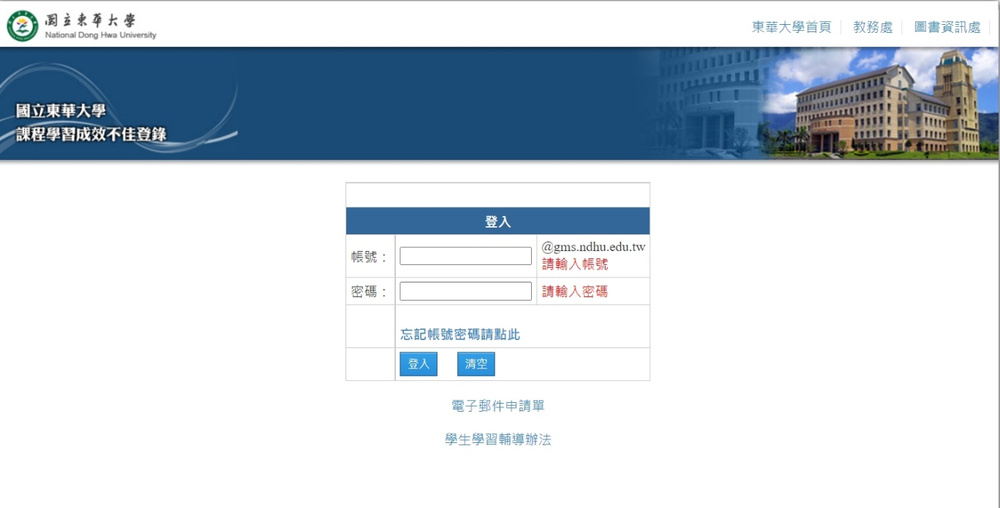 國立東華大學
National Dong Hwa University
東華大學首頁 教務處 圖書資訊處
國立東華大學
課程學習成效不佳登錄
登入
帳號：
@gms.ndhu.edu.tw
請輸入帳號
密碼：
請輸入密碼
忘記帳號密碼請點此
登入 清空
電子郵件申請單
學生學習輔導辦法